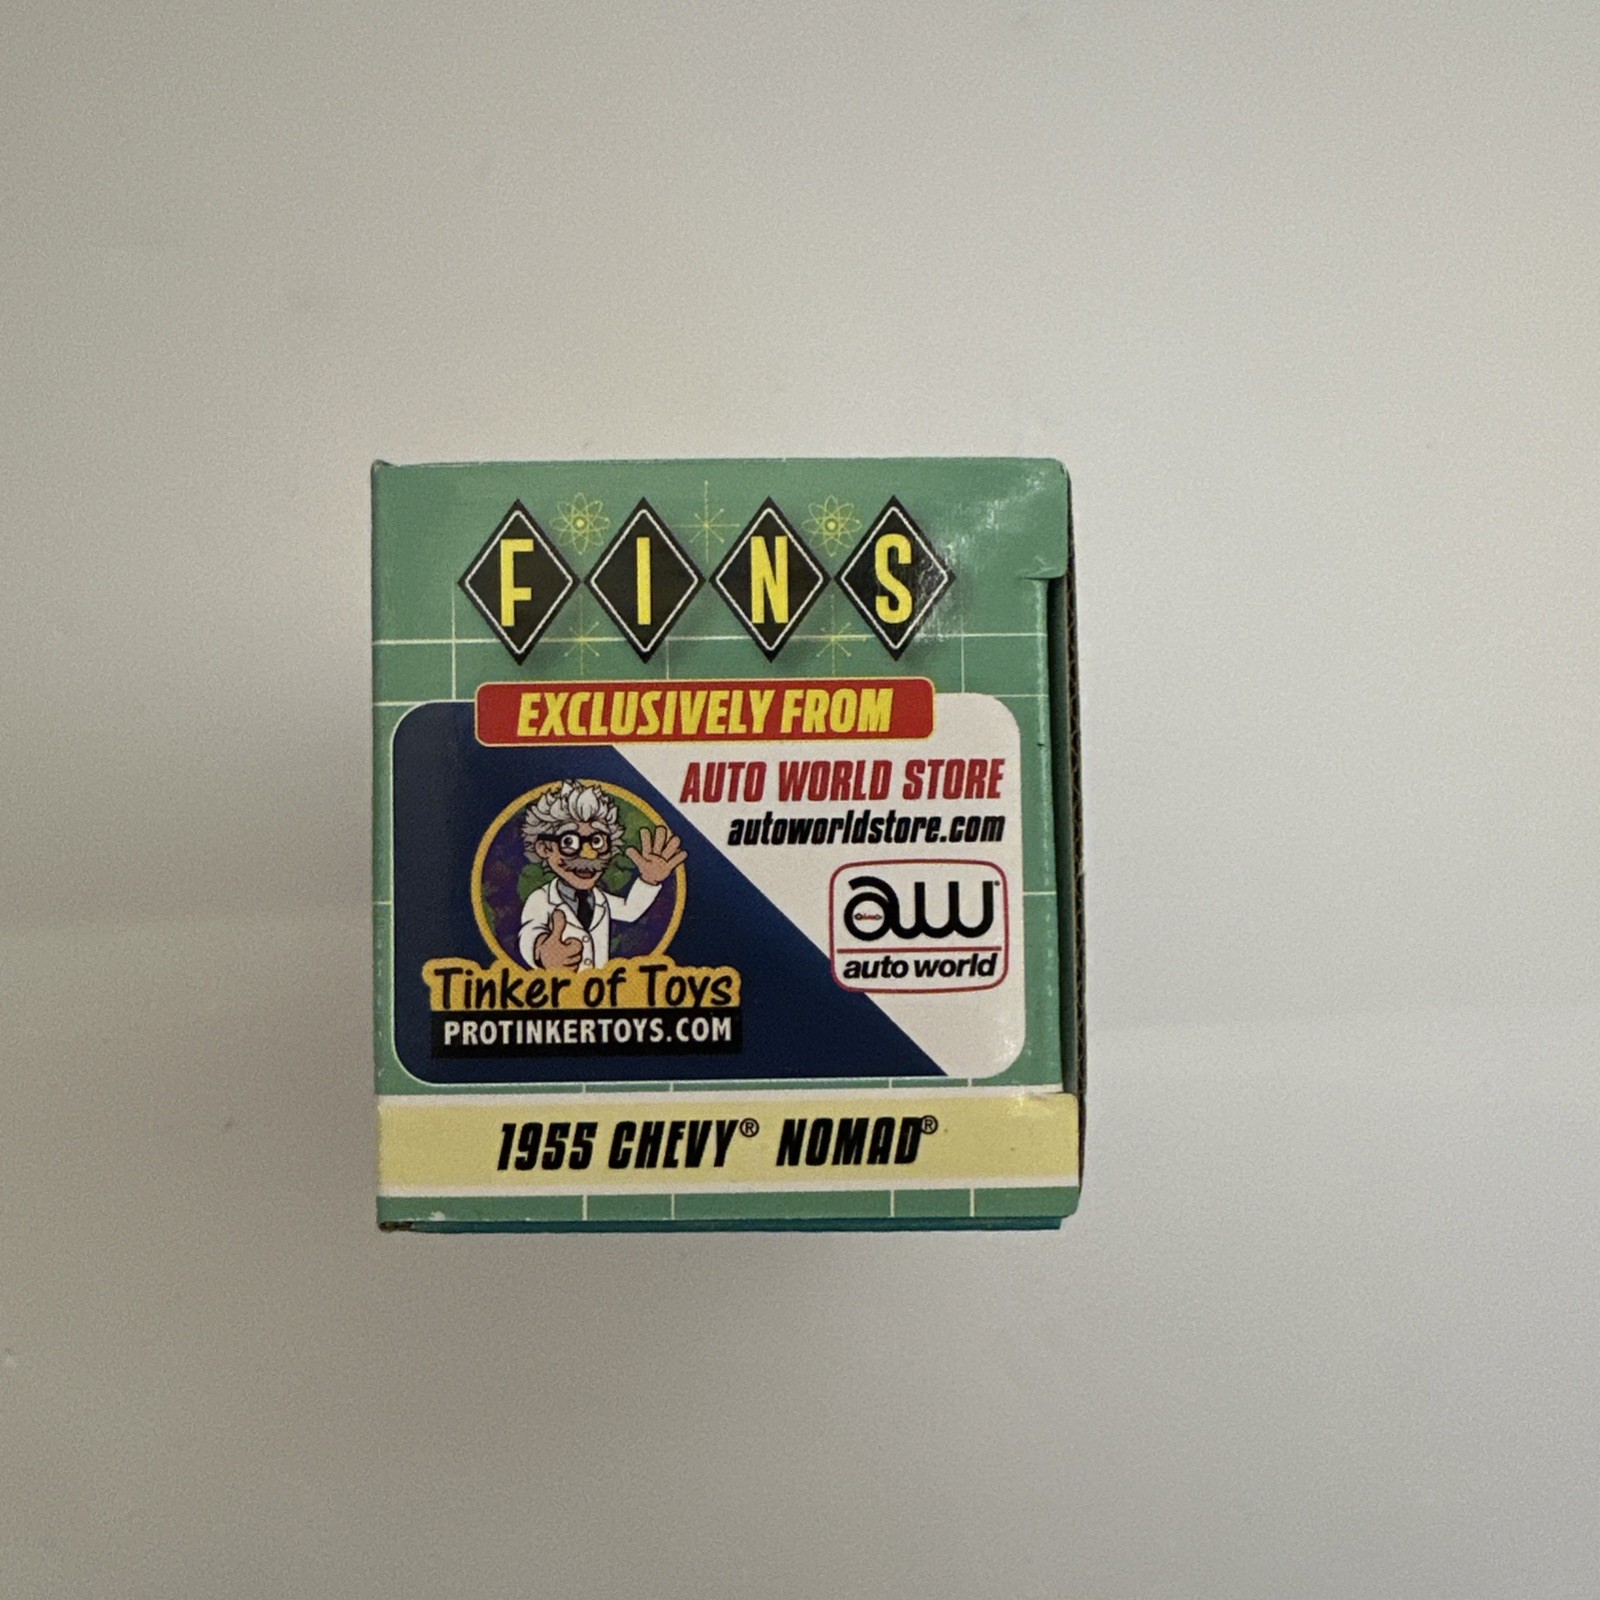 FINS
EXCLUSIVELY FROM
AUTO WORLD STORE
autoworldstore.com
aw
auto world
Tinker of Toys
PROTINKERTOYS.COM
1955 CHEVY® NOMAD®